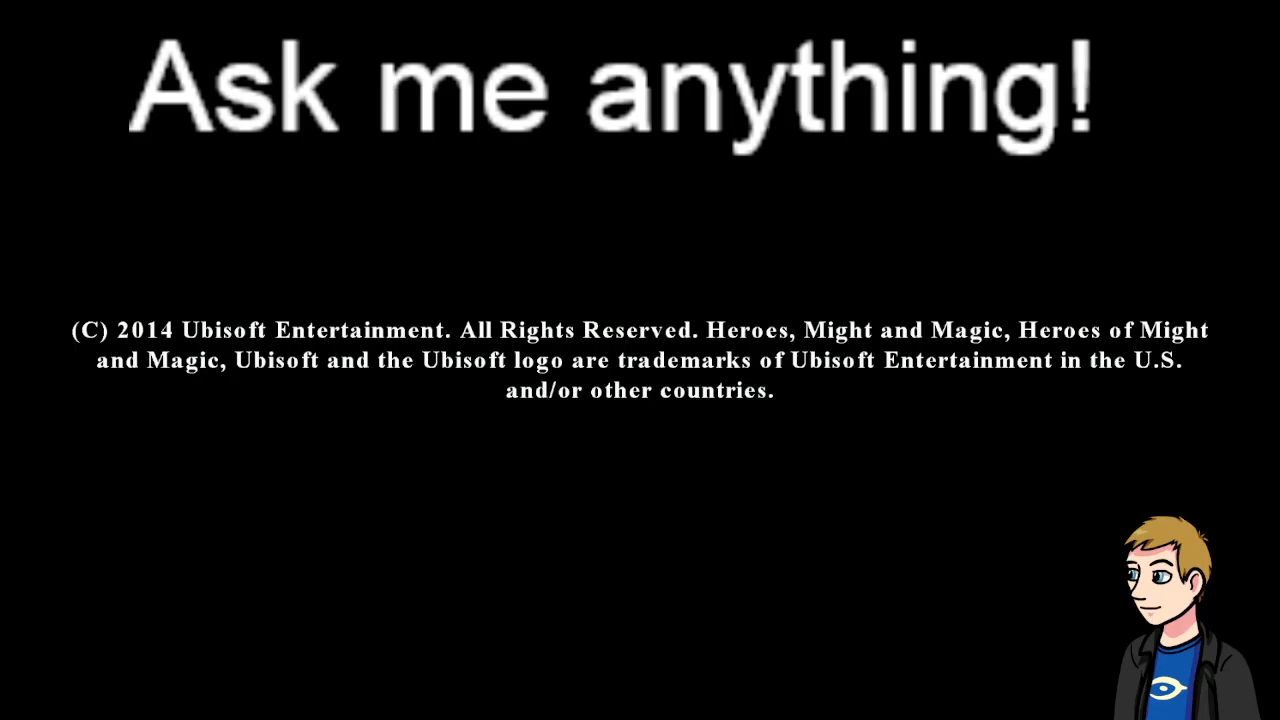 Ask me anything!
(C) 2014 Ubisoft Entertainment. All Rights Reserved. Heroes, Might and Magic, Heroes of Might
and Magic, Ubisoft and the Ubisoft logo are trademarks of Ubisoft Entertainment in the U.S.
and/or other countries.